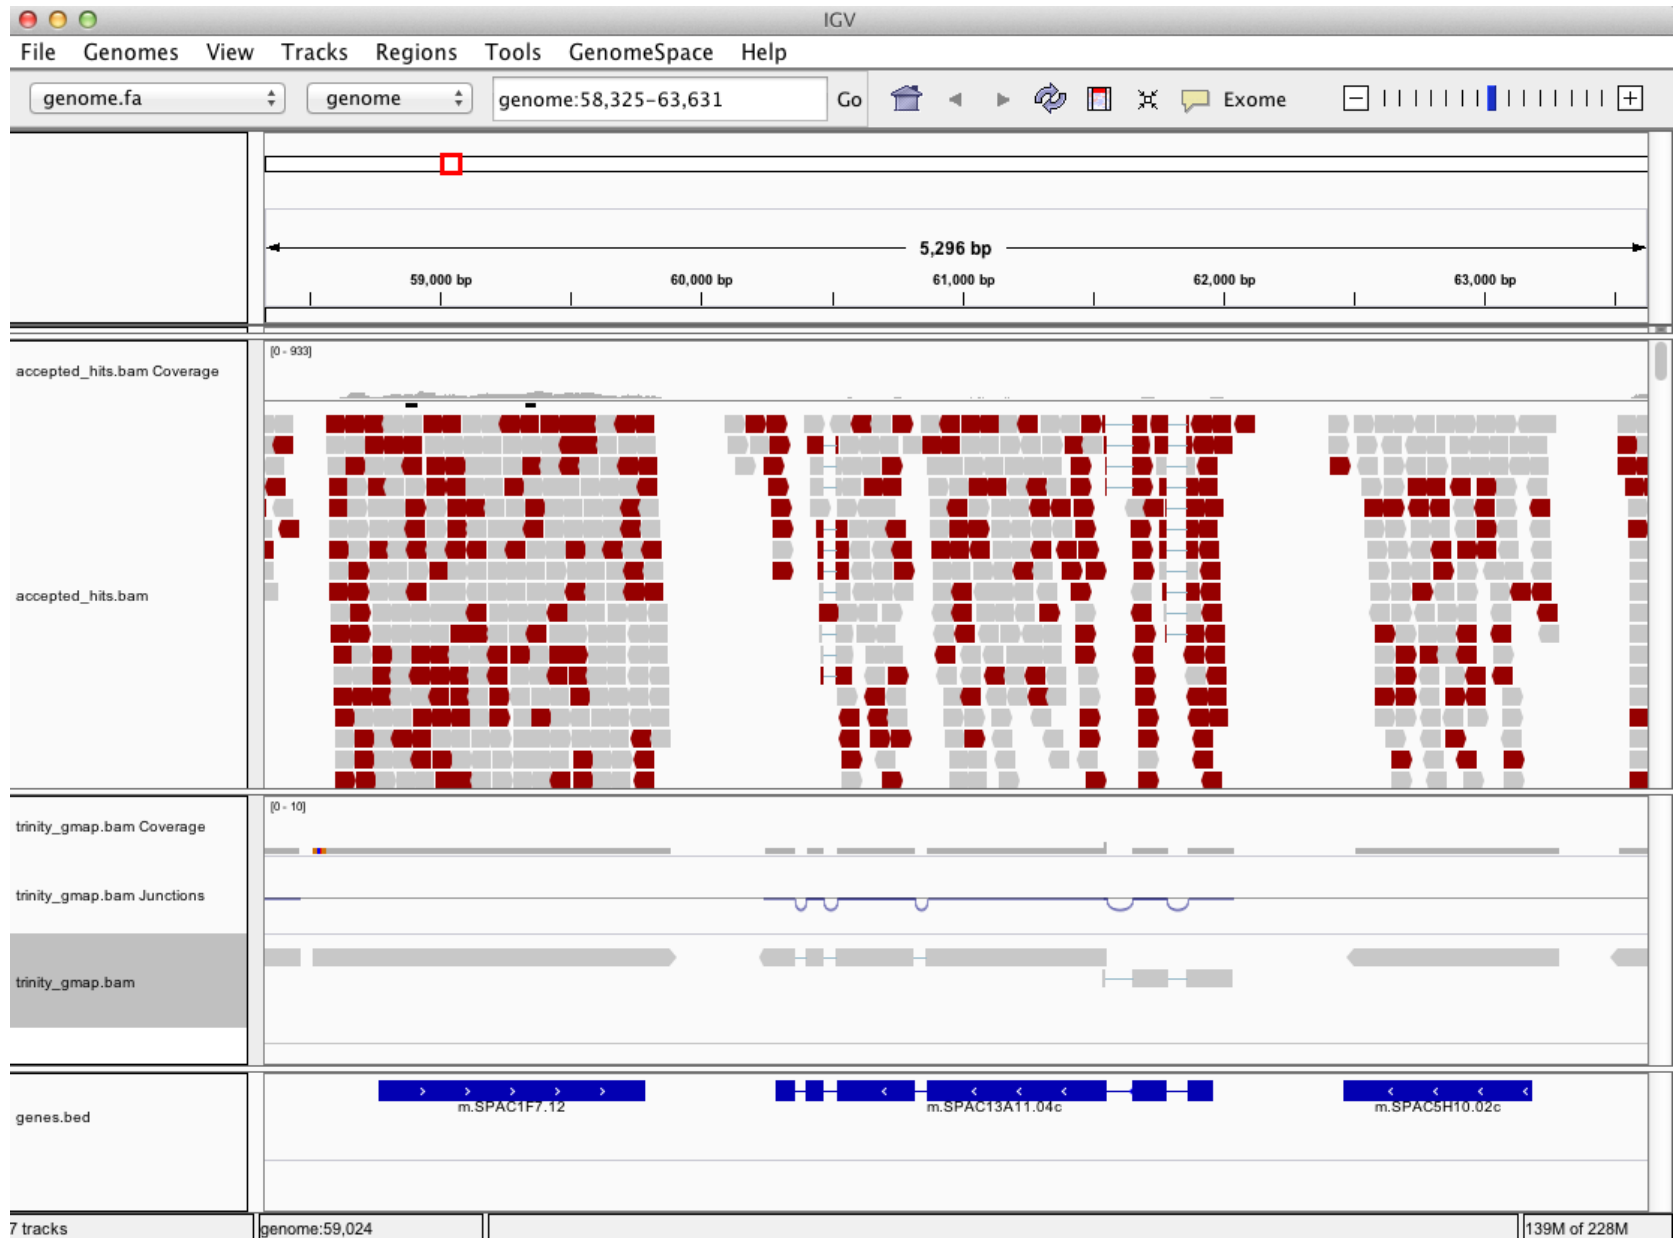 IGV
File Genomes View Tracks Regions Tools GenomeSpace Help
genome.fa genome genome:58,325-63,631 Go Exome
5,296 bp
59,000 bp 60,000 bp 61,000 bp 62,000 bp 63,000 bp
[0 - 933]
accepted_hits.bam Coverage
accepted_hits.bam
[0 - 10]
trinity_gmap.bam Coverage
trinity_gmap.bam Junctions
trinity_gmap.bam
m.SPAC1F7.12 m.SPAC13A11.04c m.SPAC5H10.02c
genes.bed
7 tracks genome:59,024 139M of 228M